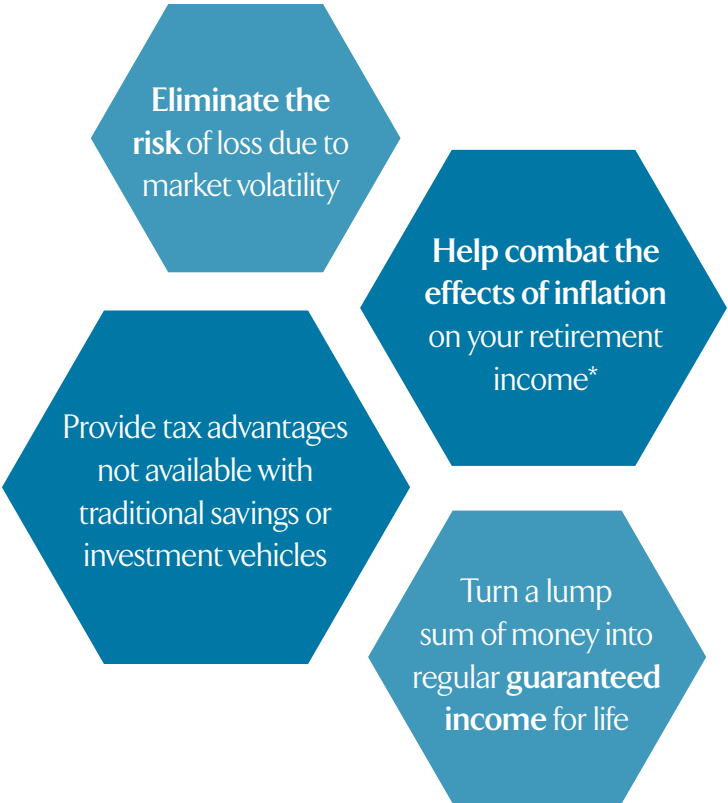 Eliminate the
risk of loss due to
market volatility
Help combat the
effects of inflation
on your retirement
income*
Provide tax advantages
not available with
traditional savings or
investment vehicles
Turn a lump
sum of money into
regular guaranteed
income for life